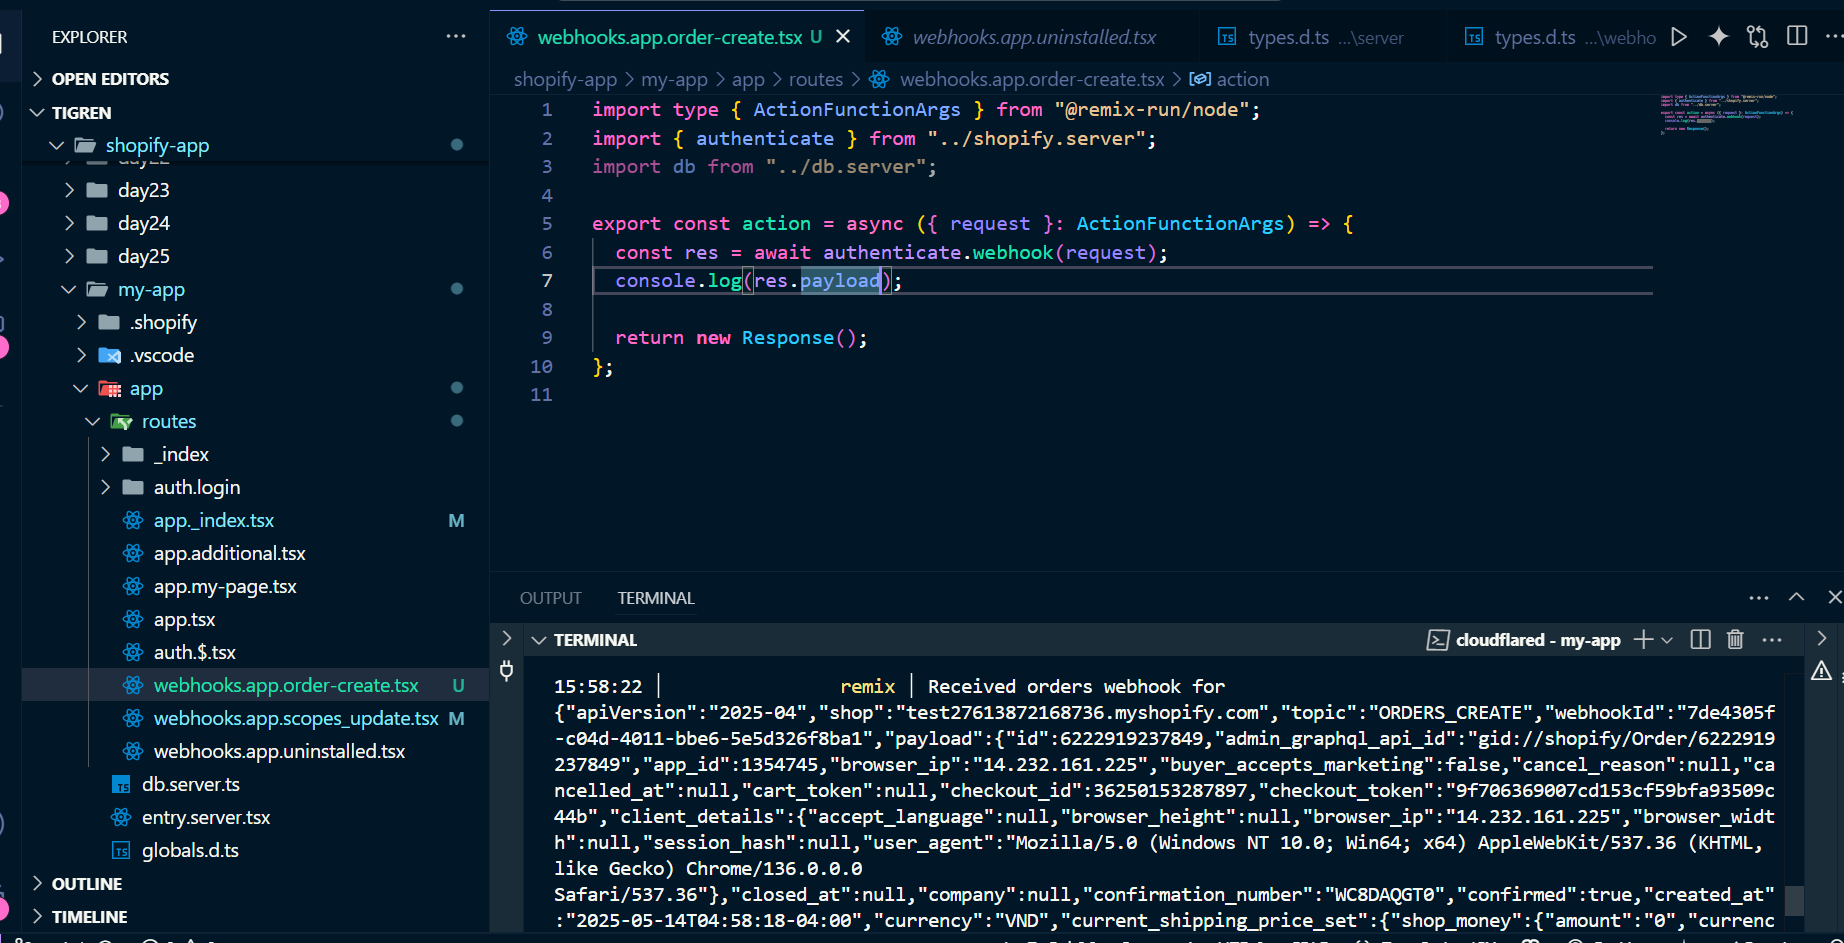 EXPLORER
OPEN EDITORS
TIGREN
shopify-app
day22
day23
day24
day25
my-app
.shopify
.vscode
app
routes
_index
auth.login
app._index.tsx M
app.additional.tsx
app.my-page.tsx
app.tsx
auth.$.tsx
webhooks.app.order-create.tsx U
webhooks.app.scopes_update.tsx M
webhooks.app.uninstalled.tsx
db.server.ts
entry.server.tsx
globals.d.ts
OUTLINE
TIMELINE
webhooks.app.order-create.tsx U
webhooks.app.uninstalled.tsx
types.d.ts ...\server
types.d.ts ...\webho
shopify-app > my-app > app > routes > webhooks.app.order-create.tsx > action
1 import type { ActionFunctionArgs } from "@remix-run/node";
2 import { authenticate } from "../shopify.server";
3 import db from "../db.server";
4
5 export const action = async ({ request }: ActionFunctionArgs) => {
6 const res = await authenticate.webhook(request);
7 console.log(res.payload);
8
9 return new Response();
10 };
11
OUTPUT TERMINAL
TERMINAL
cloudflared - my-app
15:58:22 │ remix │ Received orders webhook for
{"apiVersion":"2025-04","shop":"test27613872168736.myshopify.com","topic":"ORDERS_CREATE","webhookId":"7de4305f
-c04d-4011-bbe6-5e5d326f8ba1","payload":{"id":6222919237849,"admin_graphql_api_id":"gid://shopify/Order/6222919
237849","app_id":1354745,"browser_ip":"14.232.161.225","buyer_accepts_marketing":false,"cancel_reason":null,"ca
ncelled_at":null,"cart_token":null,"checkout_id":36250153287897,"checkout_token":"9f706369007cd153cf59bfa93509c
44b","client_details":{"accept_language":null,"browser_height":null,"browser_ip":"14.232.161.225","browser_widt
h":null,"session_hash":null,"user_agent":"Mozilla/5.0 (Windows NT 10.0; Win64; x64) AppleWebKit/537.36 (KHTML,
like Gecko) Chrome/136.0.0.0
Safari/537.36"},"closed_at":null,"company":null,"confirmation_number":"WC8DAQGT0","confirmed":true,"created_at"
:"2025-05-14T04:58:18-04:00","currency":"VND","current_shipping_price_set":{"shop_money":{"amount":"0","currenc